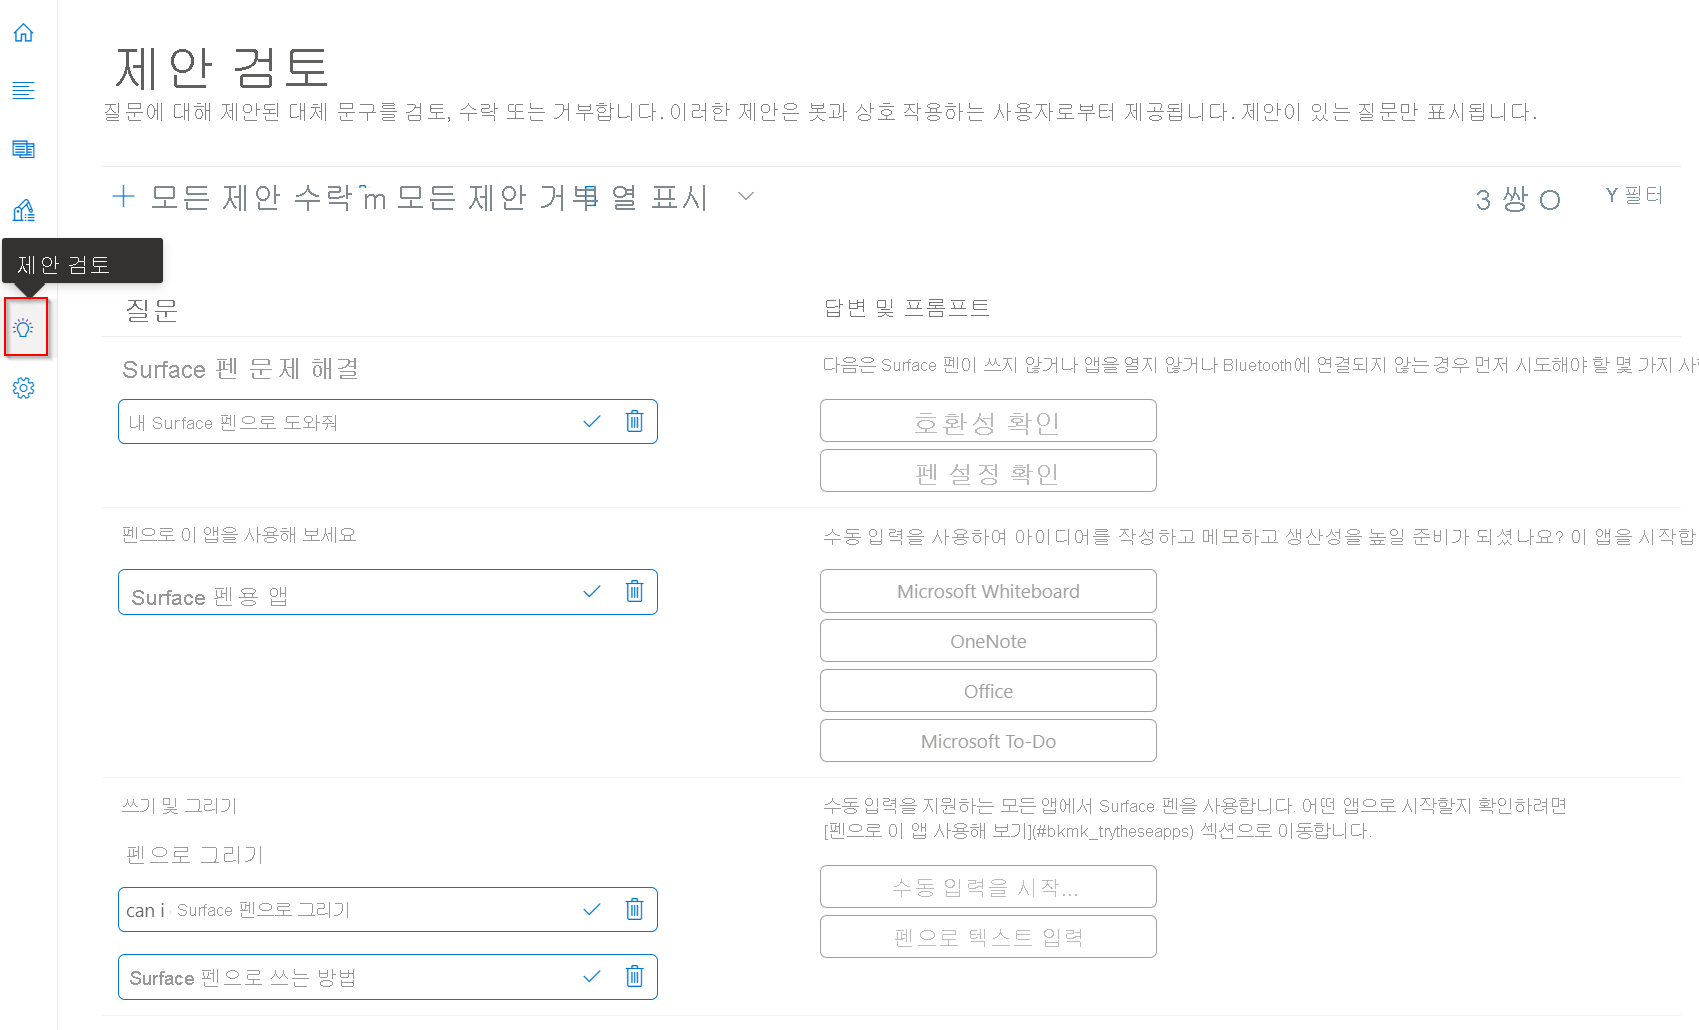 제안 검토
질문에 대해 제안된 대체 문구를 검토, 수락 또는 거부합니다. 이러한 제안은 봇과 상호 작용하는 사용자로부터 제공됩니다. 제안이 있는 질문만 표시됩니다.
모든 제안 수락 m 모든 제안 거부 열 표시
3 쌍
Y 필터
제안 검토
질문
답변 및 프롬프트
Surface 펜 문제 해결
다음은 Surface 펜이 쓰지 않거나 앱을 열지 않거나 Bluetooth에 연결되지 않는 경우 먼저 시도해야 할 몇 가지 사
내 Surface 펜으로 도와줘
호환성 확인
펜 설정 확인
펜으로 이 앱을 사용해 보세요
수동 입력을 사용하여 아이디어를 작성하고 메모하고 생산성을 높일 준비가 되셨나요? 이 앱을 시작합
Surface 펜용 앱
Microsoft Whiteboard
OneNote
Office
Microsoft To-Do
쓰기 및 그리기
수동 입력을 지원하는 모든 앱에서 Surface 펜을 사용합니다. 어떤 앱으로 시작할지 확인하려면
[펜으로 이 앱 사용해 보기](#bkmk_trytheseapps) 섹션으로 이동합니다.
펜으로 그리기
can i Surface 펜으로 그리기
수동 입력을 시작...
펜으로 텍스트 입력
Surface 펜으로 쓰는 방법